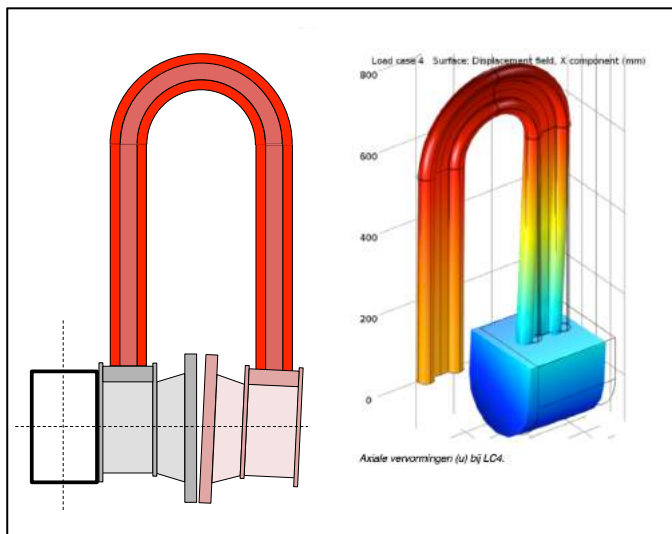 Load case 4 Surface: Displacement field, X component (mm)
800
600
400
200
0
Axiale vervormingen (u) bij LC4.